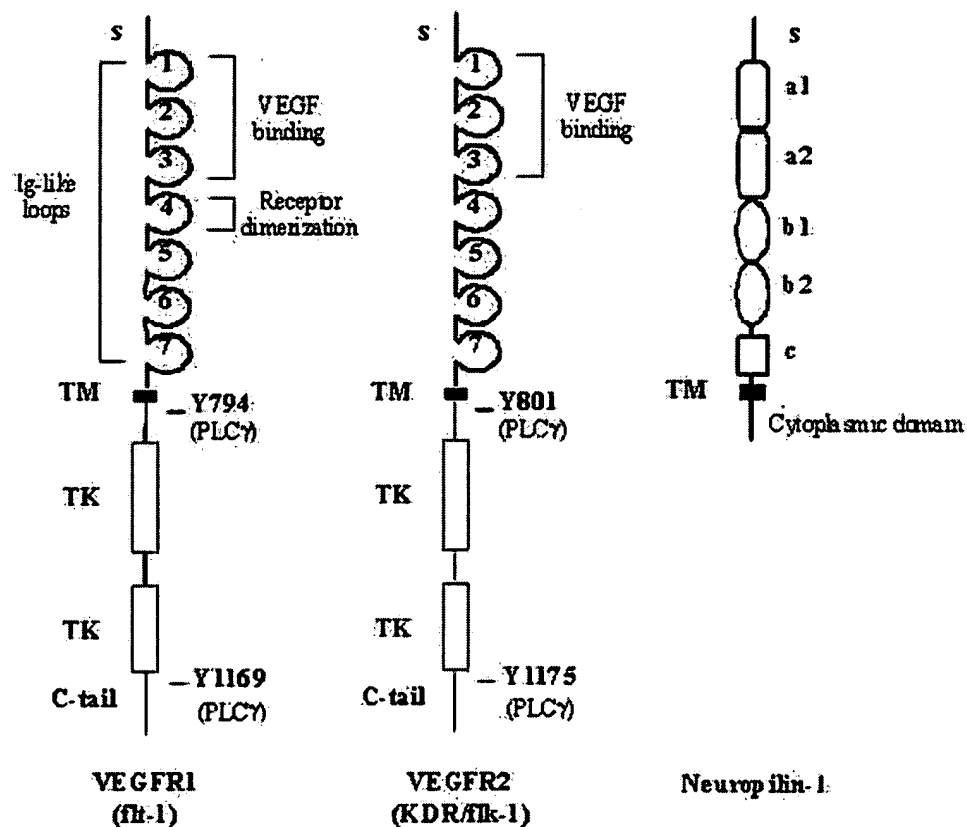 S
1
2
3
4
5
6
7
Ig-like
loops
VEGF
binding
Receptor
dimerization
TM
Y794
(PLCγ)
TK
TK
Y1169
(PLCγ)
C-tail
VEGFR1
(flt-1)
S
1
2
3
4
5
6
7
VEGF
binding
TM
Y801
(PLCγ)
TK
TK
Y1175
(PLCγ)
C-tail
VEGFR2
(KDR/flk-1)
S
a1
a2
b1
b2
c
TM
Cytoplasmic domain
Neuropilin-1